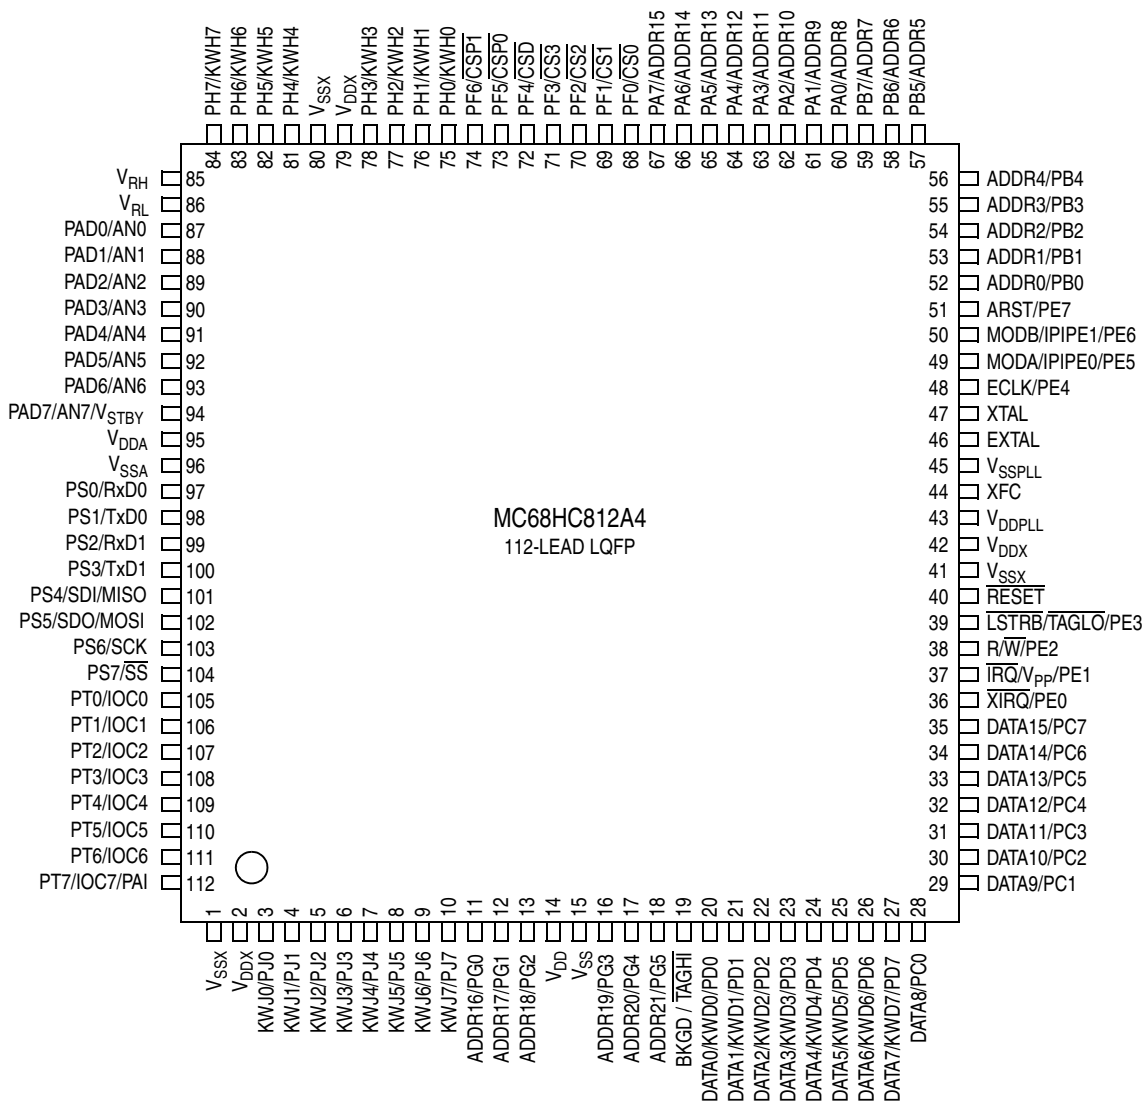 PH7/KWH7
PH6/KWH6
PH5/KWH5
PH4/KWH4
VSSX
VDDX
PH3/KWH3
PH2/KWH2
PH1/KWH1
PH0/KWH0
PF6/CSP1
PF5/CSP0
PF4/CSD
PF3/CS3
PF2/CS2
PF1/CS1
PF0/CS0
PA7/ADDR15
PA6/ADDR14
PA5/ADDR13
PA4/ADDR12
PA3/ADDR11
PA2/ADDR10
PA1/ADDR9
PA0/ADDR8
PB7/ADDR7
PB6/ADDR6
PB5/ADDR5
84 83 82 81 80 79 78 77 76 75 74 73 72 71 70 69 68 67 66 65 64 63 62 61 60 59 58 57
VRH 85
VRL 86
PAD0/AN0 87
PAD1/AN1 88
PAD2/AN2 89
PAD3/AN3 90
PAD4/AN4 91
PAD5/AN5 92
PAD6/AN6 93
PAD7/AN7/VSTBY 94
VDDA 95
VSSA 96
PS0/RxD0 97
PS1/TxD0 98
PS2/RxD1 99
PS3/TxD1 100
PS4/SDI/MISO 101
PS5/SDO/MOSI 102
PS6/SCK 103
PS7/SS 104
PT0/IOC0 105
PT1/IOC1 106
PT2/IOC2 107
PT3/IOC3 108
PT4/IOC4 109
PT5/IOC5 110
PT6/IOC6 111
PT7/IOC7/PAI 112
MC68HC812A4
112-LEAD LQFP
56 ADDR4/PB4
55 ADDR3/PB3
54 ADDR2/PB2
53 ADDR1/PB1
52 ADDR0/PB0
51 ARST/PE7
50 MODB/IPIPE1/PE6
49 MODA/IPIPE0/PE5
48 ECLK/PE4
47 XTAL
46 EXTAL
45 VSSPLL
44 XFC
43 VDDPLL
42 VDDX
41 VSSX
40 RESET
39 LSTRB/TAGLO/PE3
38 R/W/PE2
37 IRQ/VPP/PE1
36 XIRQ/PE0
35 DATA15/PC7
34 DATA14/PC6
33 DATA13/PC5
32 DATA12/PC4
31 DATA11/PC3
30 DATA10/PC2
29 DATA9/PC1
1 2 3 4 5 6 7 8 9 10 11 12 13 14 15 16 17 18 19 20 21 22 23 24 25 26 27 28
VSSX
VDDX
KWJ0/PJ0
KWJ1/PJ1
KWJ2/PJ2
KWJ3/PJ3
KWJ4/PJ4
KWJ5/PJ5
KWJ6/PJ6
KWJ7/PJ7
ADDR16/PG0
ADDR17/PG1
ADDR18/PG2
VDD
VSS
ADDR19/PG3
ADDR20/PG4
ADDR21/PG5
BKGD / TAGHI
DATA0/KWD0/PD0
DATA1/KWD1/PD1
DATA2/KWD2/PD2
DATA3/KWD3/PD3
DATA4/KWD4/PD4
DATA5/KWD5/PD5
DATA6/KWD6/PD6
DATA7/KWD7/PD7
DATA8/PC0